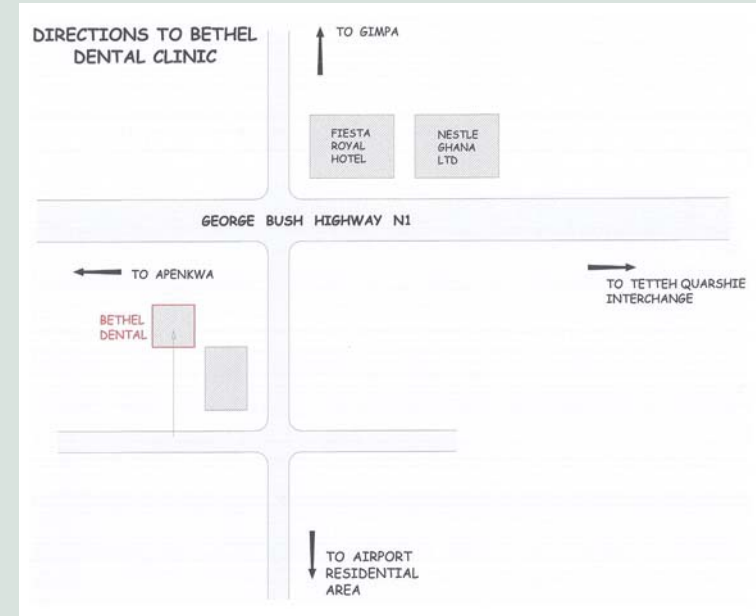 DIRECTIONS TO BETHEL
DENTAL CLINIC
TO GIMPA
FIESTA
ROYAL
HOTEL
NESTLE
GHANA
LTD
GEORGE BUSH HIGHWAY N1
TO APENKWA
TO TETTEH QUARSHIE
INTERCHANGE
BETHEL
DENTAL
TO AIRPORT
RESIDENTIAL
AREA